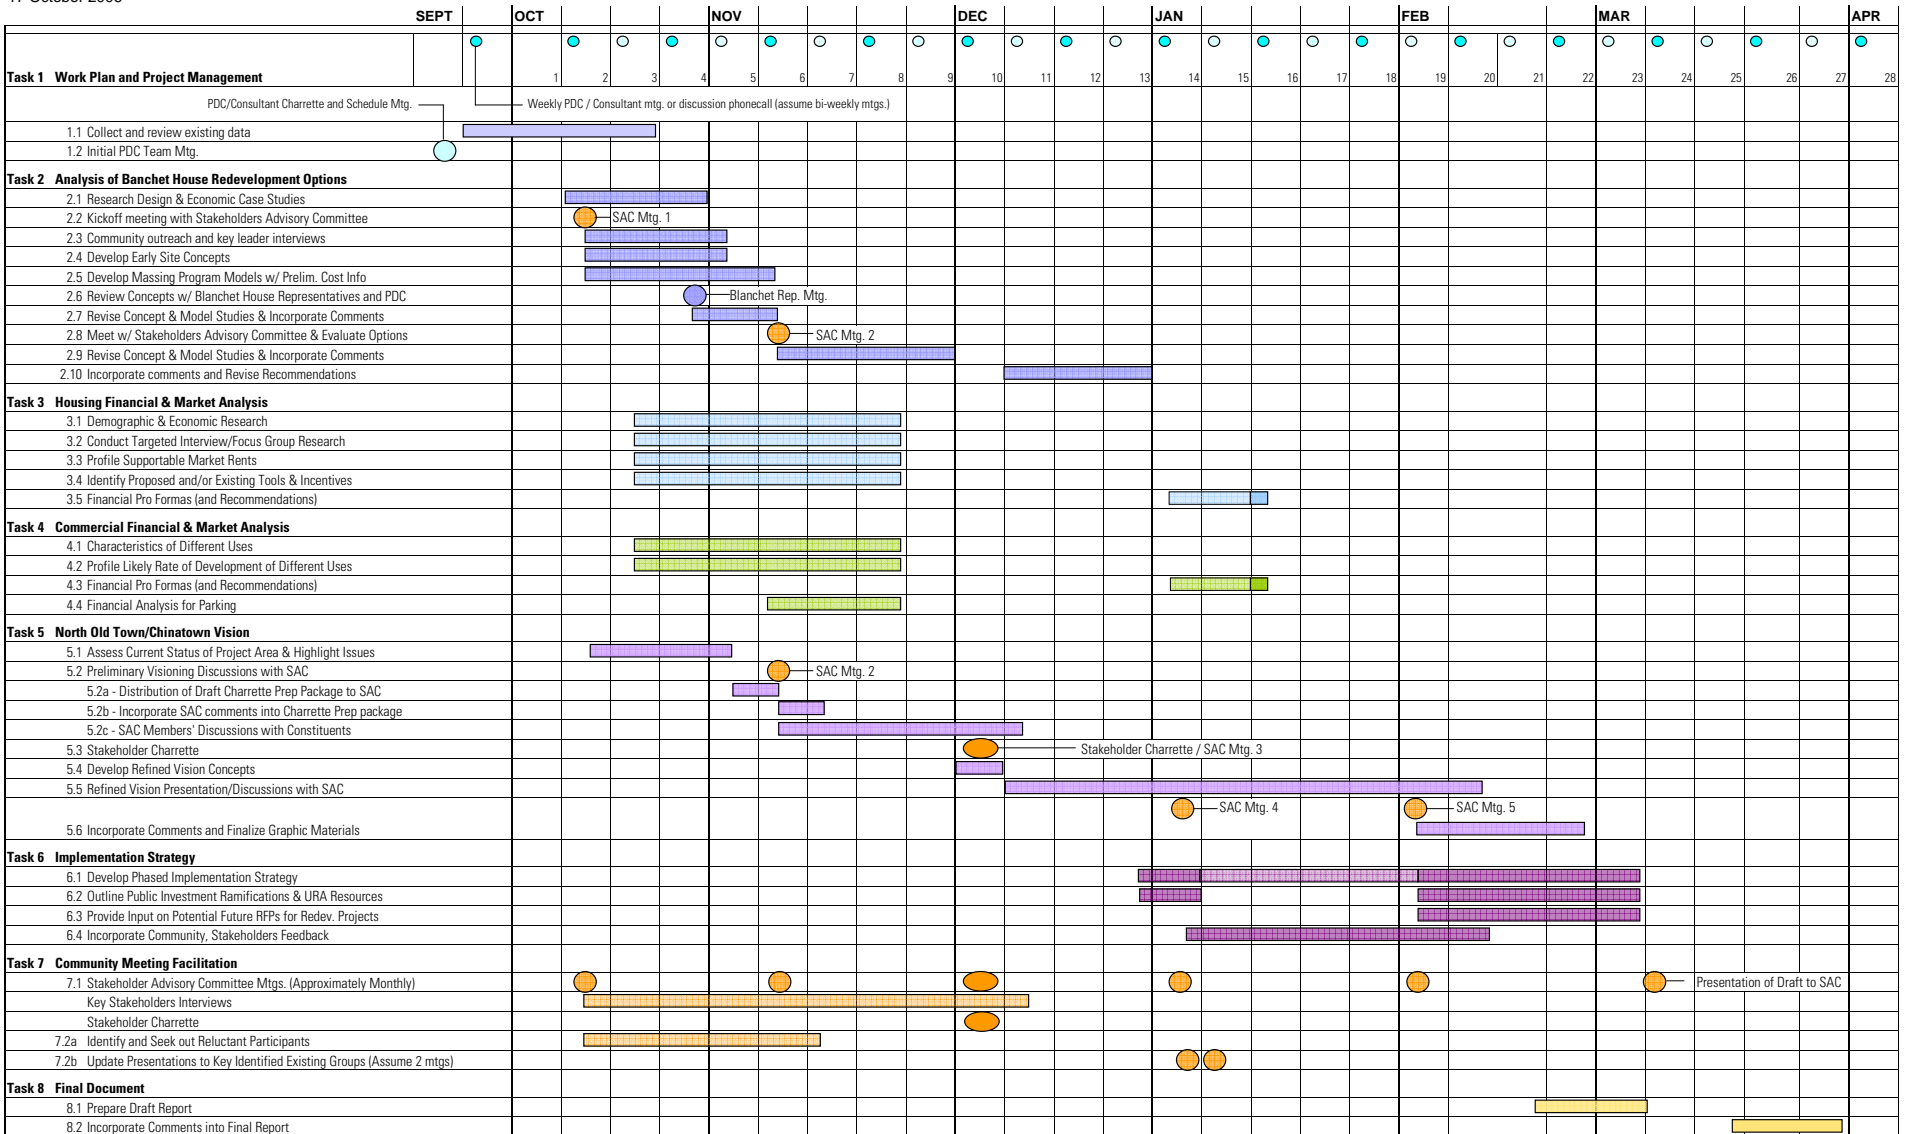 SEPT OCT NOV DEC JAN FEB MAR APR
Task 1 Work Plan and Project Management 1 2 3 4 5 6 7 8 9 10 11 12 13 14 15 16 17 18 19 20 21 22 23 24 25 26 27 28
PDC/Consultant Charrette and Schedule Mtg. Weekly PDC / Consultant mtg. or discussion phonecall (assume bi-weekly mtgs.)
1.1 Collect and review existing data
1.2 Initial PDC Team Mtg.
Task 2 Analysis of Banchet House Redevelopment Options
2.1 Research Design & Economic Case Studies
2.2 Kickoff meeting with Stakeholders Advisory Committee SAC Mtg. 1
2.3 Community outreach and key leader interviews
2.4 Develop Early Site Concepts
2.5 Develop Massing Program Models w/ Prelim. Cost Info
2.6 Review Concepts w/ Blanchet House Representatives and PDC Blanchet Rep. Mtg.
2.7 Revise Concept & Model Studies & Incorporate Comments
2.8 Meet w/ Stakeholders Advisory Committee & Evaluate Options SAC Mtg. 2
2.9 Revise Concept & Model Studies & Incorporate Comments
2.10 Incorporate comments and Revise Recommendations
Task 3 Housing Financial & Market Analysis
3.1 Demographic & Economic Research
3.2 Conduct Targeted Interview/Focus Group Research
3.3 Profile Supportable Market Rents
3.4 Identify Proposed and/or Existing Tools & Incentives
3.5 Financial Pro Formas (and Recommendations)
Task 4 Commercial Financial & Market Analysis
4.1 Characteristics of Different Uses
4.2 Profile Likely Rate of Development of Different Uses
4.3 Financial Pro Formas (and Recommendations)
4.4 Financial Analysis for Parking
Task 5 North Old Town/Chinatown Vision
5.1 Assess Current Status of Project Area & Highlight Issues
5.2 Preliminary Visioning Discussions with SAC SAC Mtg. 2
5.2a - Distribution of Draft Charrette Prep Package to SAC
5.2b - Incorporate SAC comments into Charrette Prep package
5.2c - SAC Members' Discussions with Constituents
5.3 Stakeholder Charrette Stakeholder Charrette / SAC Mtg. 3
5.4 Develop Refined Vision Concepts
5.5 Refined Vision Presentation/Discussions with SAC
SAC Mtg. 4 SAC Mtg. 5
5.6 Incorporate Comments and Finalize Graphic Materials
Task 6 Implementation Strategy
6.1 Develop Phased Implementation Strategy
6.2 Outline Public Investment Ramifications & URA Resources
6.3 Provide Input on Potential Future RFPs for Redev. Projects
6.4 Incorporate Community, Stakeholders Feedback
Task 7 Community Meeting Facilitation
7.1 Stakeholder Advisory Committee Mtgs. (Approximately Monthly) Presentation of Draft to SAC
Key Stakeholders Interviews
Stakeholder Charrette
7.2a Identify and Seek out Reluctant Participants
7.2b Update Presentations to Key Identified Existing Groups (Assume 2 mtgs)
Task 8 Final Document
8.1 Prepare Draft Report
8.2 Incorporate Comments into Final Report